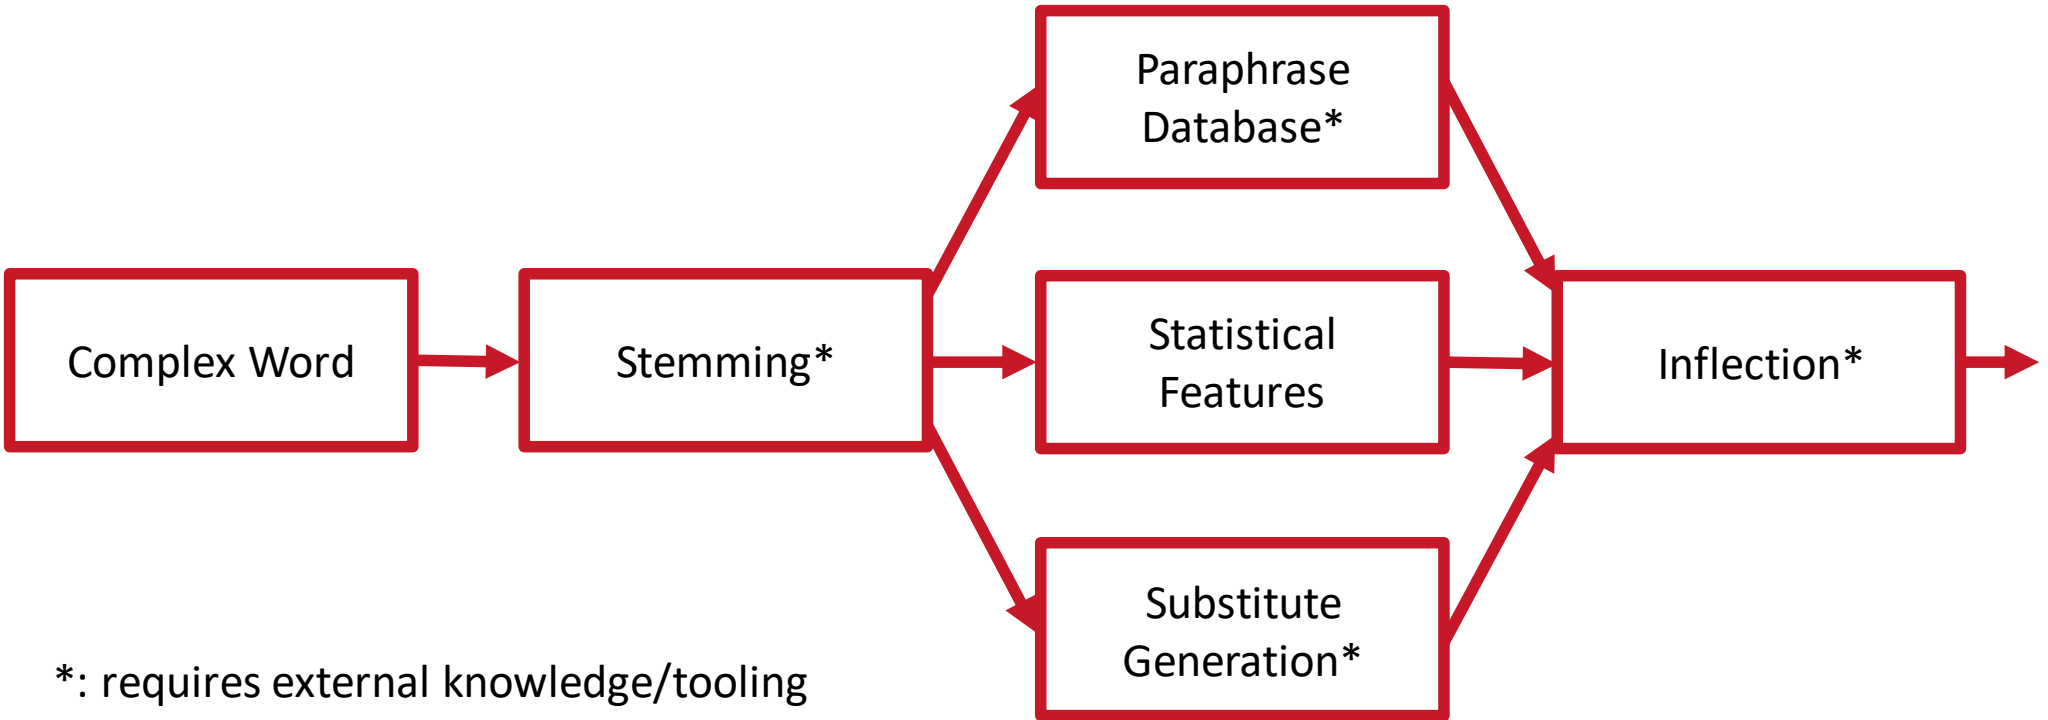 Complex Word
Stemming*
Paraphrase
Database*
Statistical
Features
Substitute
Generation*
Inflection*
*: requires external knowledge/tooling